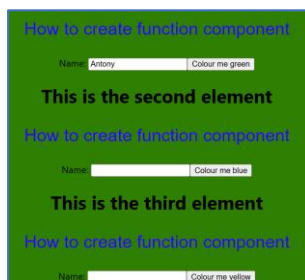 How to create function component
Name: Antony Colour me green
This is the second element
How to create function component
Name: Colour me blue
This is the third element
How to create function component
Name: Colour me yellow